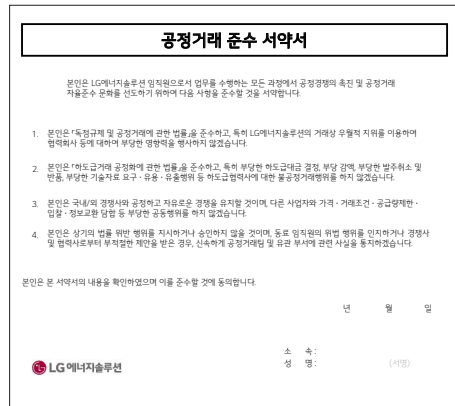 공정거래 준수 서약서
본인은 LG에너지솔루션 임직원으로서 업무를 수행하는 모든 과정에서 공정경쟁의 촉진 및 공정거래
자율준수 문화를 선도하기 위하여 다음 사항을 준수할 것을 서약합니다.
1. 본인은 「독점규제 및 공정거래에 관한 법률」을 준수하고, 특히 LG에너지솔루션의 거래상 우월적 지위를 이용하여
협력회사 등에 대하여 부당한 영향력을 행사하지 않겠습니다.
2. 본인은 「하도급거래 공정화에 관한 법률」을 준수하고, 특히 부당한 하도급대금 결정, 부당 감액, 부당한 발주취소 및
반품, 부당한 기술자료 요구·유용·유출행위 등 하도급협력사에 대한 불공정거래행위를 하지 않겠습니다.
3. 본인은 국내/외 경쟁사와 공정하고 자유로운 경쟁을 유지할 것이며, 다른 사업자와 가격·거래조건·공급량제한·
입찰·정보교환 담합 등 부당한 공동행위를 하지 않겠습니다.
4. 본인은 상기의 법률 위반 행위를 지시하거나 승인하지 않을 것이며, 동료 임직원의 위법 행위를 인지하거나 경쟁사
및 협력사로부터 부적절한 제안을 받은 경우, 신속하게 공정거래팀 및 유관 부서에 관련 사실을 통지하겠습니다.
본인은 본 서약서의 내용을 확인하였으며 이를 준수할 것에 동의합니다.
년 월 일
소 속:
성 명: (서명)
LG에너지솔루션